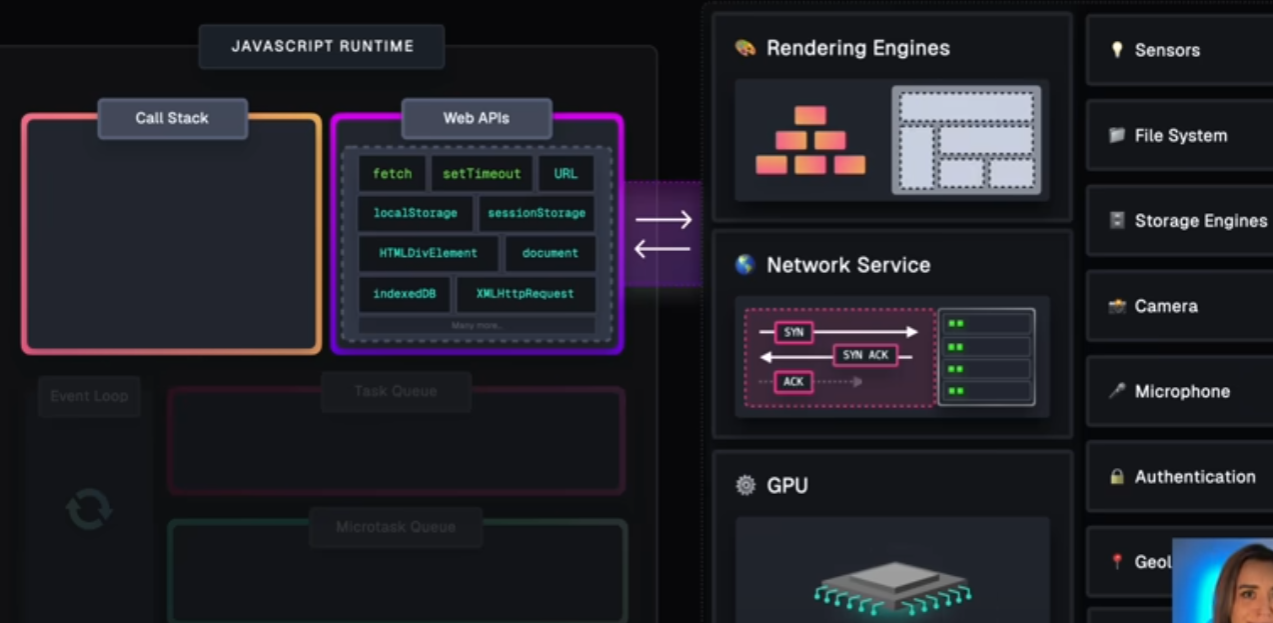 JAVASCRIPT RUNTIME
Call Stack
Web APIs
fetch
setTimeout
URL
localStorage
sessionStorage
HTMLDivElement
document
indexedDB
XMLHttpRequest
Many more..
Event Loop
Task Queue
Microtask Queue
Rendering Engines
Network Service
SYN
SYN ACK
ACK
GPU
Sensors
File System
Storage Engines
Camera
Microphone
Authentication
Geol